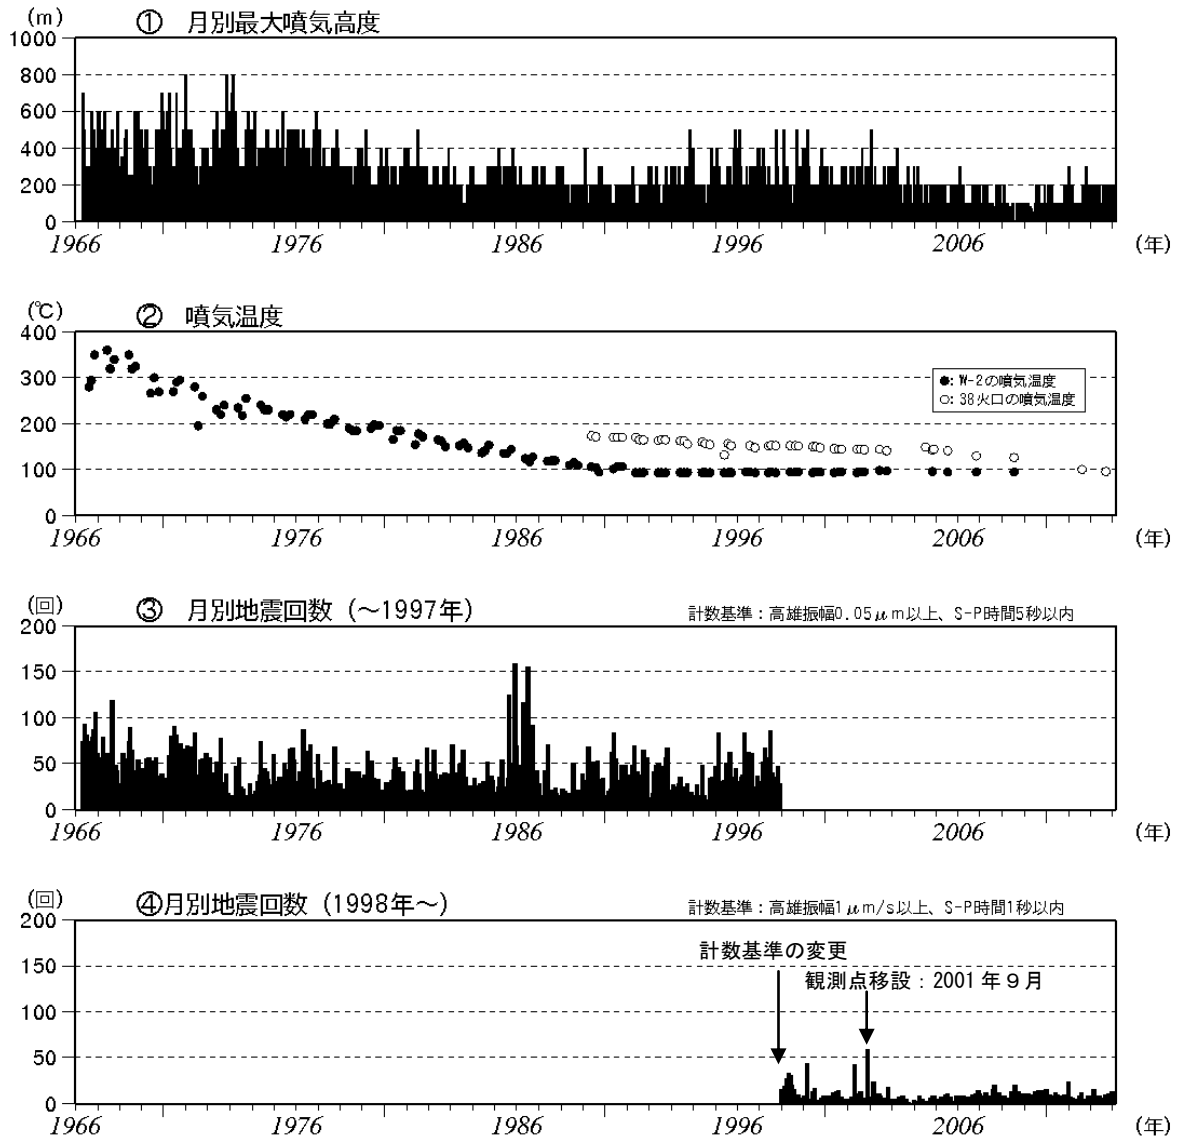 (m) ① 月別最大噴気高度
1000
800
600
400
200
0
1966 1976 1986 1996 2006 (年)
(℃) ② 噴気温度
400
300
200
100
0
●: W-2の噴気温度
○: 38火口の噴気温度
1966 1976 1986 1996 2006 (年)
(回) ③ 月別地震回数 (～1997年) 計数基準：高雄振幅0.05μm以上、S-P時間5秒以内
200
150
100
50
0
1966 1976 1986 1996 2006 (年)
(回) ④月別地震回数 (1998年～) 計数基準：高雄振幅1μm/s以上、S-P時間1秒以内
200
150
100
50
0
計数基準の変更
観測点移設：2001年９月
1966 1976 1986 1996 2006 (年)